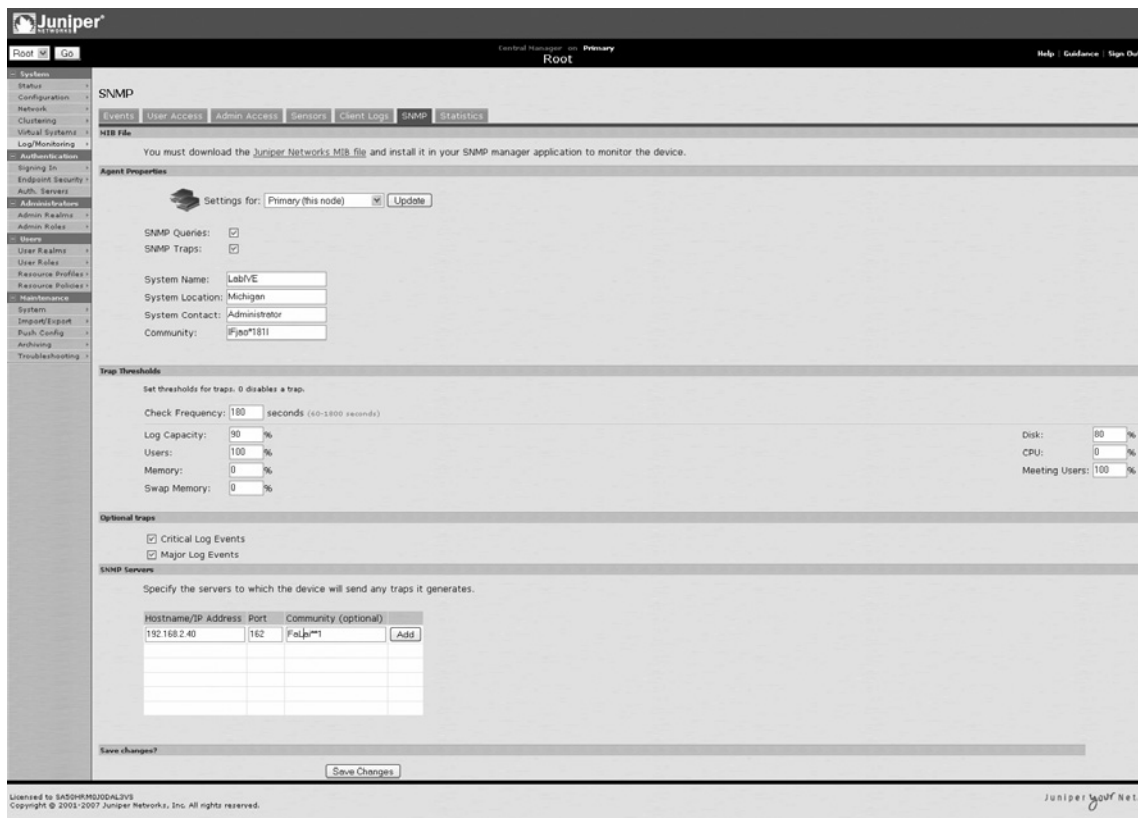 Juniper
NETWORKS
Root Go
Central Manager on Primary
Root
Help | Guidance | Sign Out
System
Status
Configuration
Network
Clustering
Virtual Systems
Log/Monitoring
Authentication
Signing In
Endpoint Security
Auth. Servers
Administrators
Admin Realms
Admin Roles
Users
User Realms
User Roles
Resource Profiles
Resource Policies
Maintenance
System
Import/Export
Push Config
Archiving
Troubleshooting
SNMP
Events User Access Admin Access Sensors Client Logs SNMP Statistics
MIB File
You must download the Juniper Networks MIB file and install it in your SNMP manager application to monitor the device.
Agent Properties
Settings for: Primary (this node) Update
SNMP Queries:
SNMP Traps:
System Name: LabIVE
System Location: Michigan
System Contact: Administrator
Community:
Trap Thresholds
Set thresholds for traps. 0 disables a trap.
Check Frequency: 180 seconds (60-1800 seconds)
Log Capacity: 90 % Disk: 80 %
Users: 100 % CPU: 0 %
Memory: 0 % Meeting Users: 100 %
Swap Memory: 0 %
Optional traps
Critical Log Events
Major Log Events
SNMP Servers
Specify the servers to which the device will send any traps it generates.
Hostname/IP Address Port Community (optional)
192.168.2.40 162 Add
Save changes?
Save Changes
Licensed to
Copyright © 2001-2007 Juniper Networks, Inc. All rights reserved.
Juniper your Net